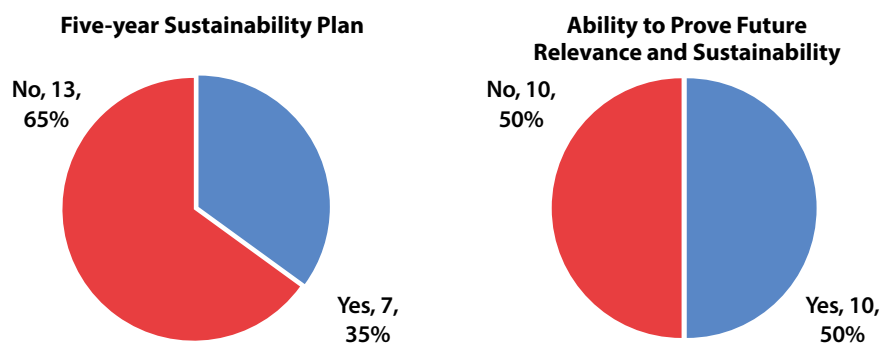 Five-year Sustainability Plan
No, 13,
65%
Yes, 7,
35%
Ability to Prove Future
Relevance and Sustainability
No, 10,
50%
Yes, 10,
50%